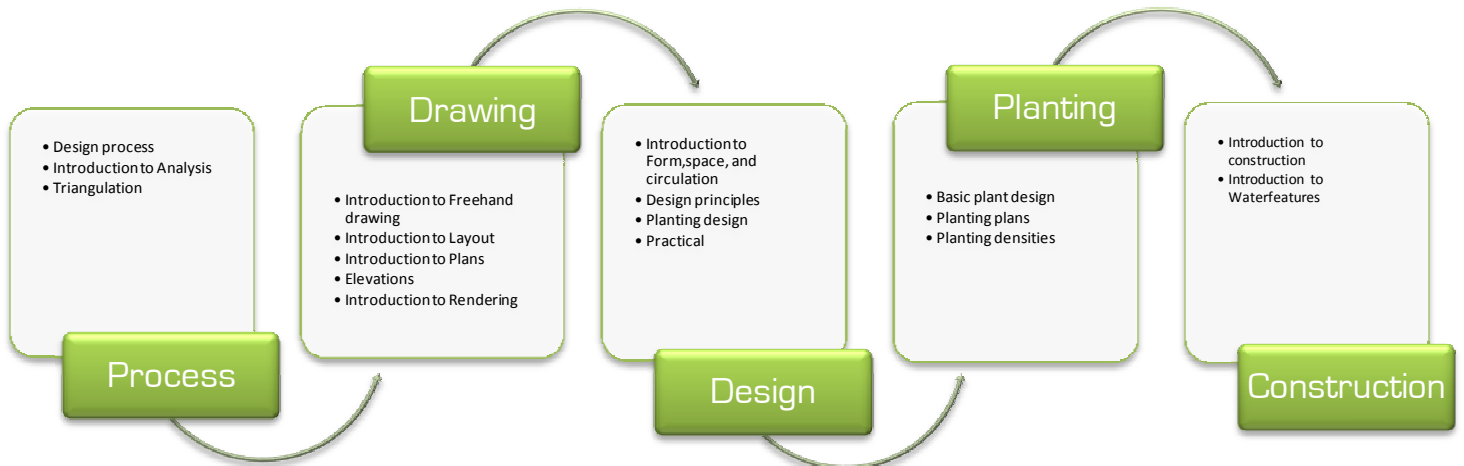 • Design process
• Introduction to Analysis
• Triangulation
Process
Drawing
• Introduction to Freehand
drawing
• Introduction to Layout
• Introduction to Plans
• Elevations
• Introduction to Rendering
• Introduction to
Form,space, and
circulation
• Design principles
• Planting design
• Practical
Design
Planting
• Basic plant design
• Planting plans
• Planting densities
• Introduction to
construction
• Introduction to
Waterfeatures
Construction